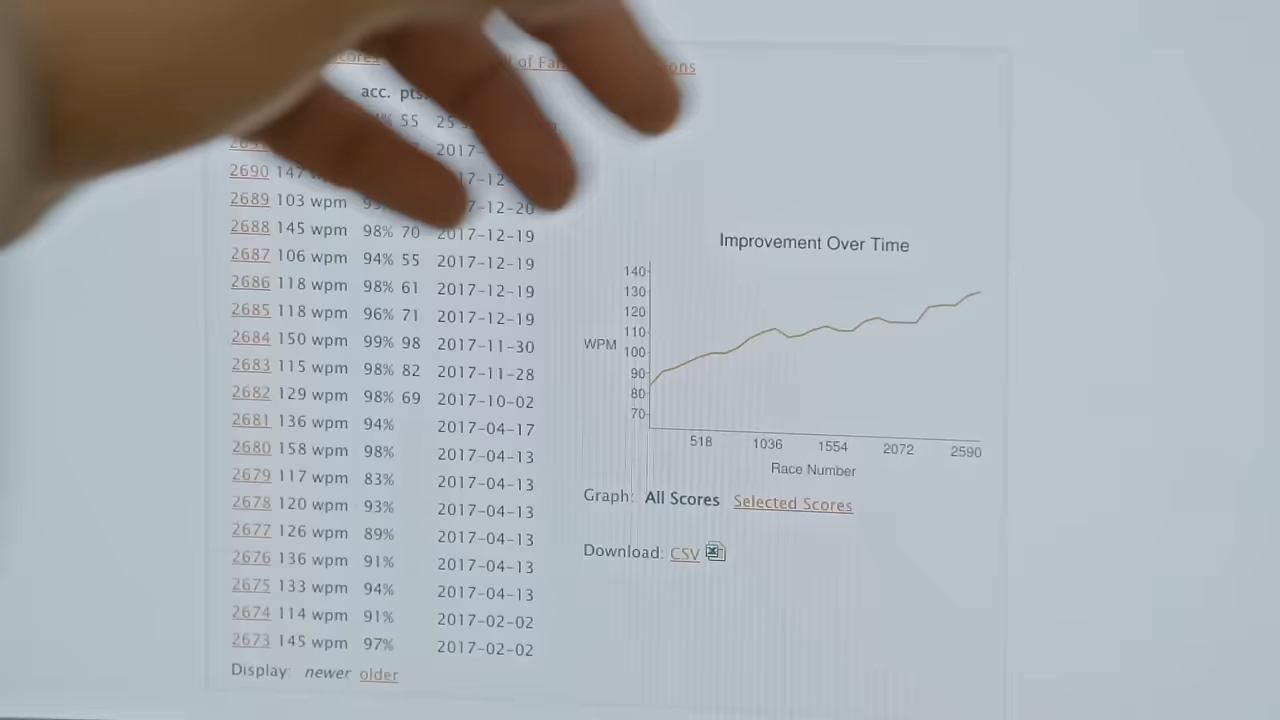 acc. pts.
55 25
2017-
2690 147
2689 103 wpm
2688 145 wpm 98% 70 2017-12-19
2687 106 wpm 94% 55 2017-12-19
2686 118 wpm 98% 61 2017-12-19
2685 118 wpm 96% 71 2017-12-19
2684 150 wpm 99% 98 2017-11-30
2683 115 wpm 98% 82 2017-11-28
2682 129 wpm 98% 69 2017-10-02
2681 136 wpm 94% 2017-04-17
2680 158 wpm 98% 2017-04-13
2679 117 wpm 83% 2017-04-13
2678 120 wpm 93% 2017-04-13
2677 126 wpm 89% 2017-04-13
2676 136 wpm 91% 2017-04-13
2675 133 wpm 94% 2017-04-13
2674 114 wpm 91% 2017-02-02
2673 145 wpm 97% 2017-02-02
Display: newer older
Improvement Over Time
140
130
120
110
WPM 100
90
80
70
518 1036 1554 2072 2590
Race Number
Graph: All Scores Selected Scores
Download: CSV